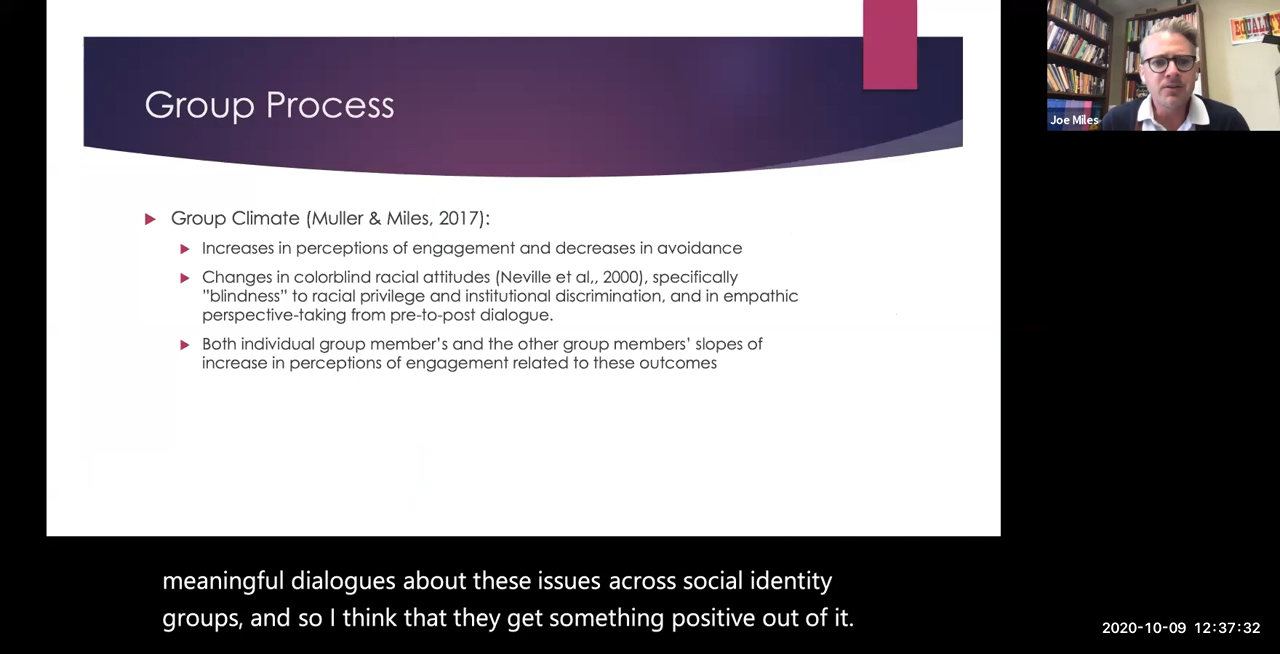 Group Process
Group Climate (Muller & Miles, 2017):
Increases in perceptions of engagement and decreases in avoidance
Changes in colorblind racial attitudes (Neville et al,, 2000), specifically
”blindness” to racial privilege and institutional discrimination, and in empathic
perspective-taking from pre-to-post dialogue.
Both individual group member’s and the other group members’ slopes of
increase in perceptions of engagement related to these outcomes
EQUALITY
Joe Miles
meaningful dialogues about these issues across social identity
groups, and so I think that they get something positive out of it.
2020-10-09 12:37:32